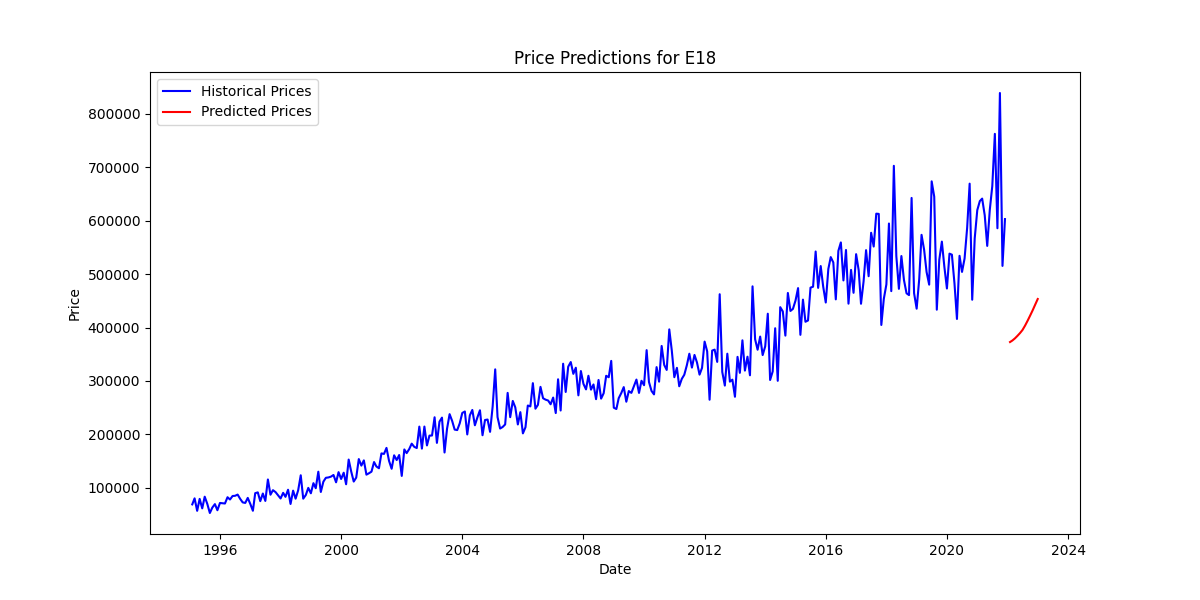 Price Predictions for E18
Historical Prices
Predicted Prices
800000
700000
600000
500000
400000
300000
200000
100000
Price
1996 2000 2004 2008 2012 2016 2020 2024
Date